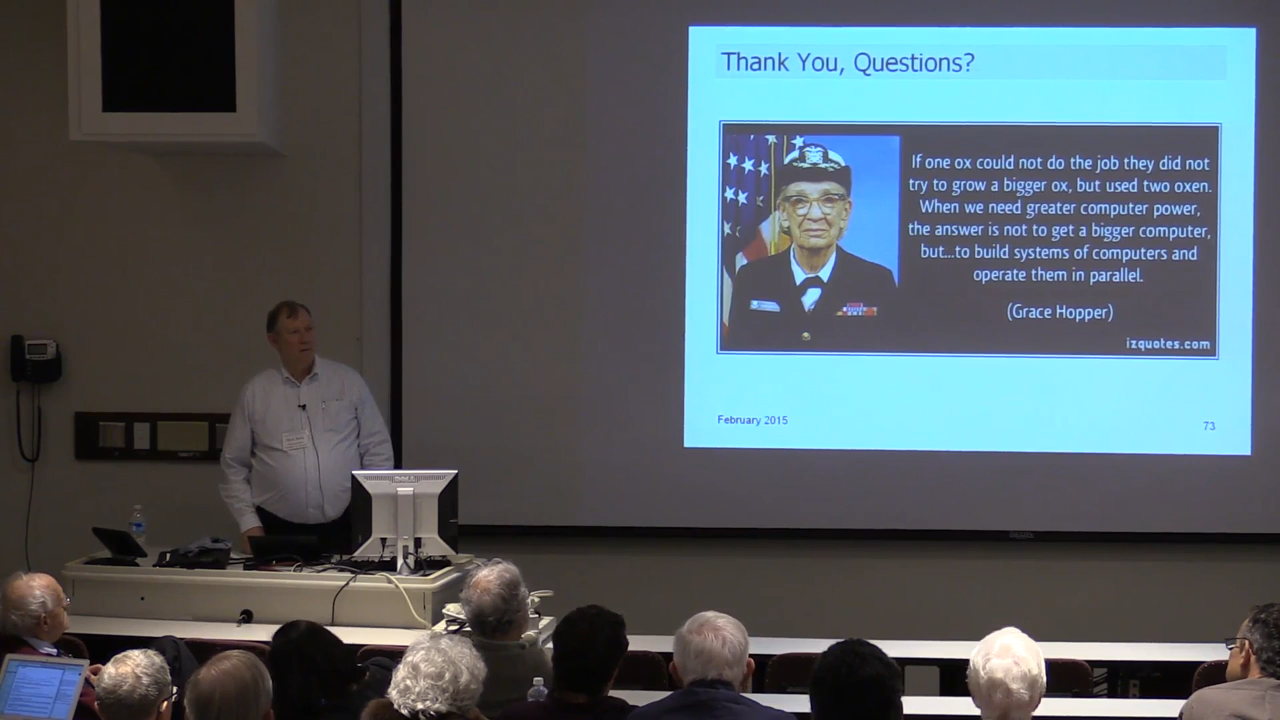 Thank You, Questions?
If one ox could not do the job they did not
try to grow a bigger ox, but used two oxen.
When we need greater computer power,
the answer is not to get a bigger computer,
but...to build systems of computers and
operate them in parallel.
(Grace Hopper)
izquotes.com
February 2015
73